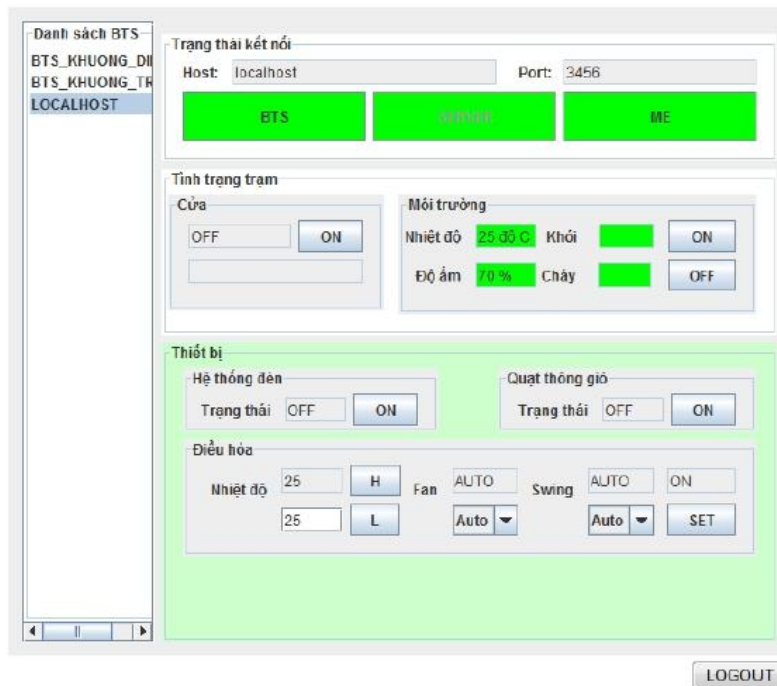 Danh sách BTS
BTS_KHUONG_DI
BTS_KHUONG_TR
LOCALHOST
Trạng thái kết nối
Host: localhost Port: 3456
BTS ME
Tình trạng trạm
Cửa
OFF ON
Môi trường
Nhiệt độ 25 độ C Khói ON
Độ ẩm 70 % Cháy OFF
Thiết bị
Hệ thống đèn
Trạng thái OFF ON
Quạt thông gió
Trạng thái OFF ON
Điều hòa
Nhiệt độ 25 H Fan AUTO Swing AUTO ON
25 L Auto Auto SET
LOGOUT